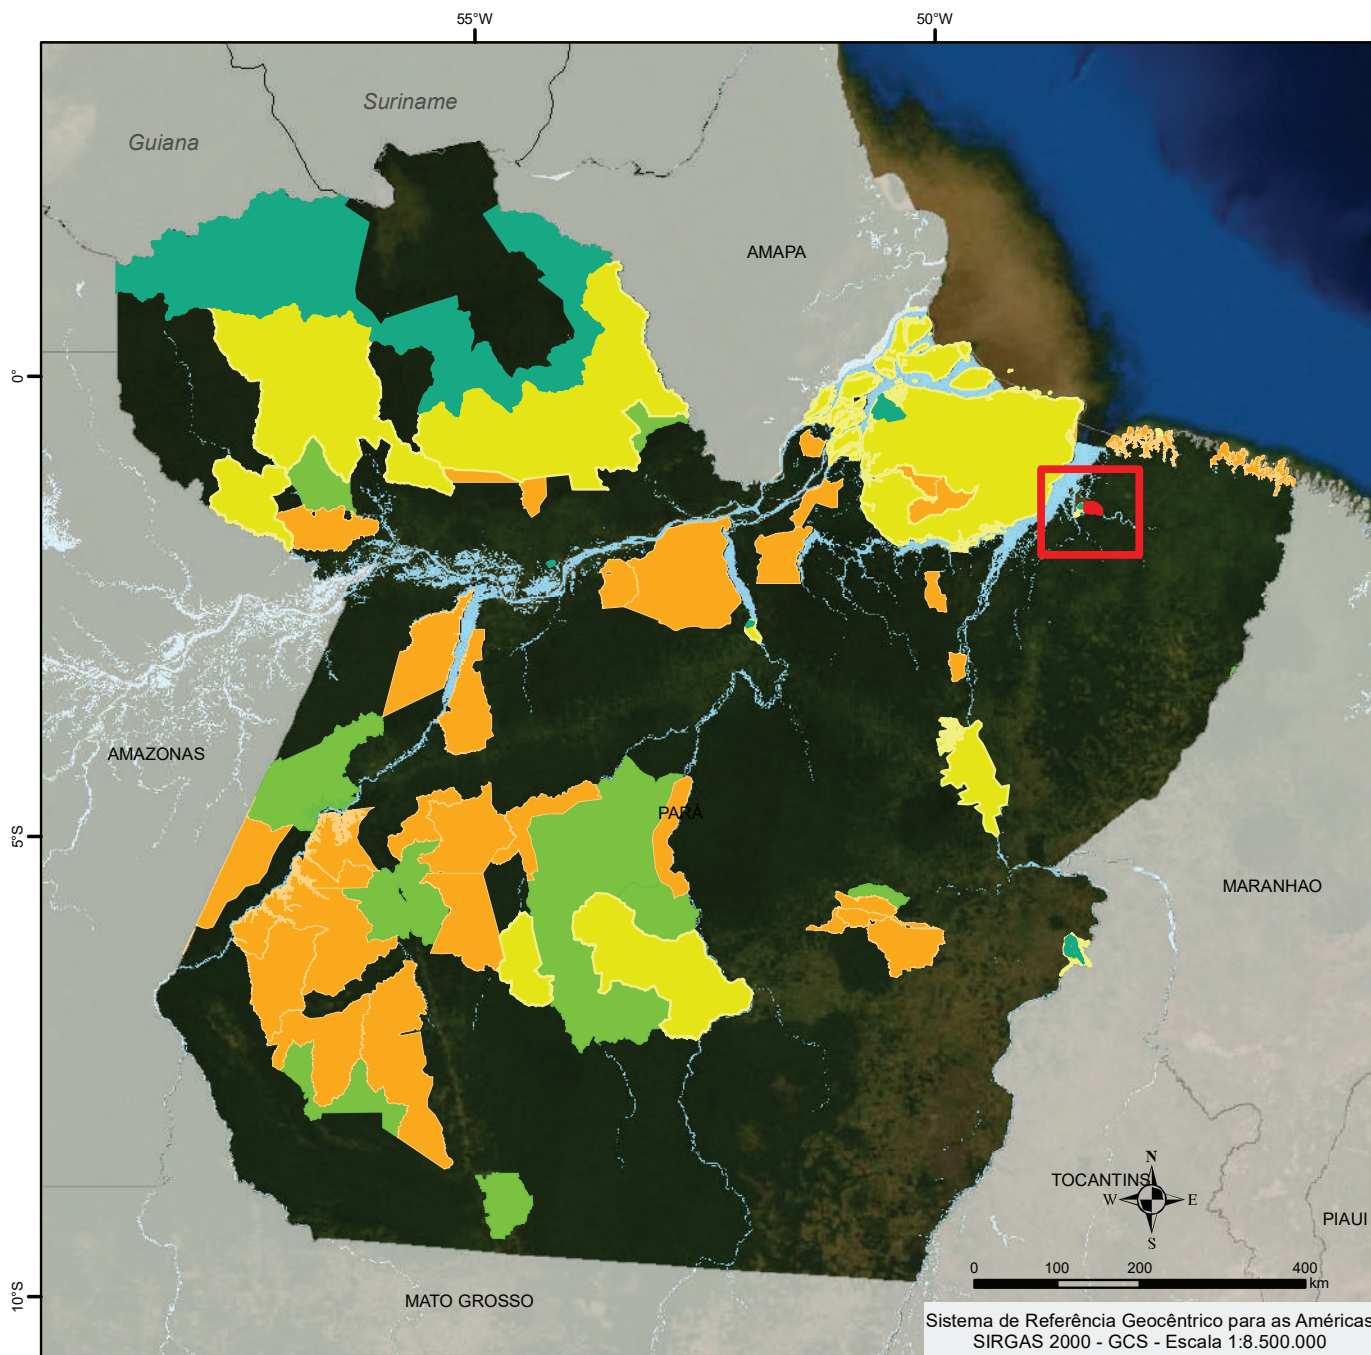 55°W 50°W
Suriname
Guiana
AMAPA
0°
AMAZONAS
PARÁ
5°S
MARANHAO
N
TOCANTINS
W E
S
PIAUI
0 100 200 400
km
10°S
MATO GROSSO
Sistema de Referência Geocêntrico para as Américas
SIRGAS 2000 - GCS - Escala 1:8.500.000